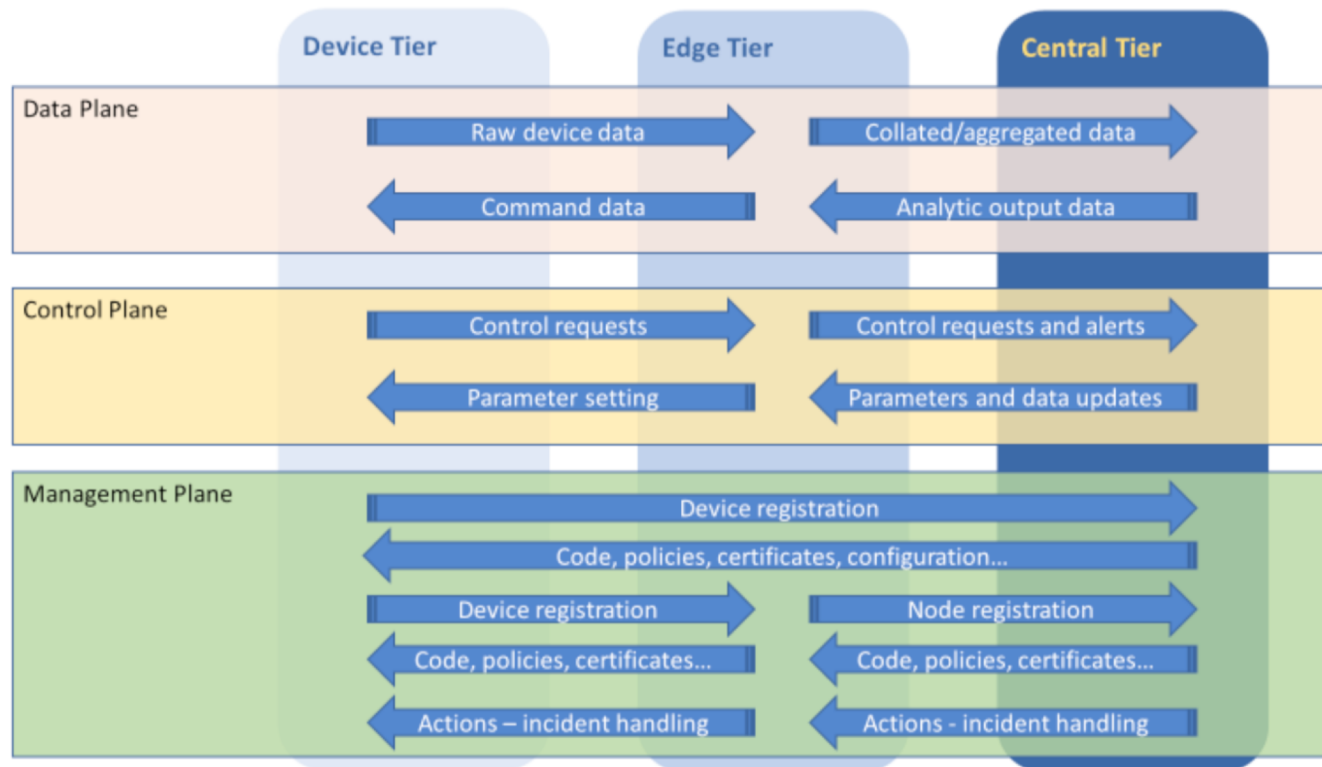 Device Tier
Edge Tier
Central Tier
Data Plane
Raw device data
Collated/aggregated data
Command data
Analytic output data
Control Plane
Control requests
Control requests and alerts
Parameter setting
Parameters and data updates
Management Plane
Device registration
Code, policies, certificates, configuration...
Device registration
Node registration
Code, policies, certificates...
Code, policies, certificates...
Actions – incident handling
Actions - incident handling